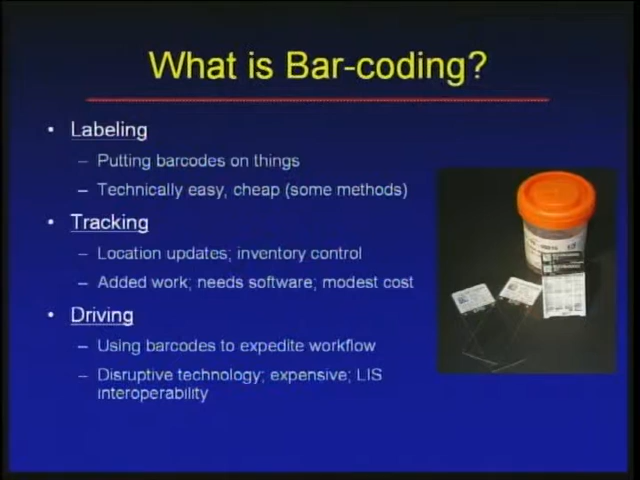 What is Bar-coding?
• Labeling
– Putting barcodes on things
– Technically easy, cheap (some methods)
• Tracking
– Location updates; inventory control
– Added work; needs software; modest cost
• Driving
– Using barcodes to expedite workflow
– Disruptive technology; expensive; LIS
interoperability